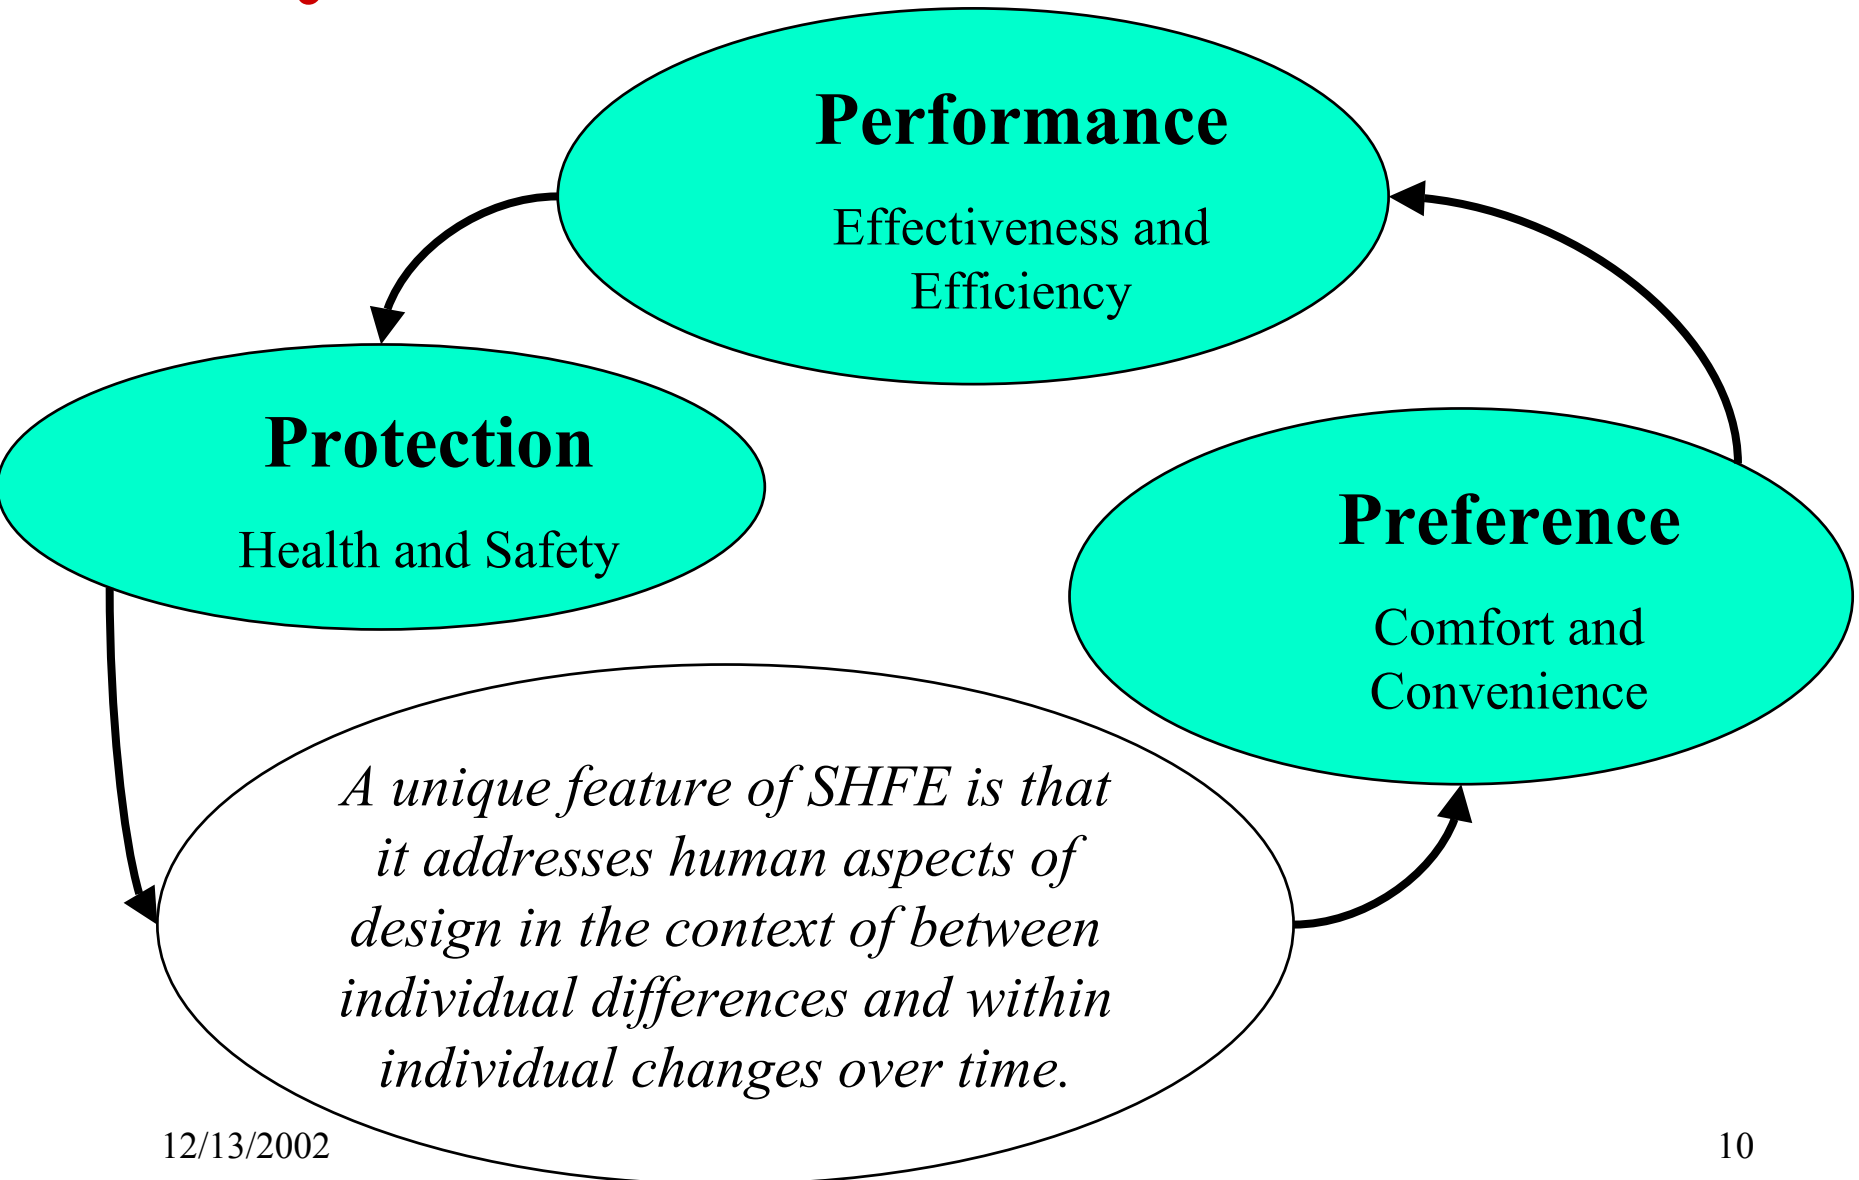 Performance
Effectiveness and
Efficiency
Protection
Health and Safety
Preference
Comfort and
Convenience
A unique feature of SHFE is that
it addresses human aspects of
design in the context of between
individual differences and within
individual changes over time.
12/13/2002
10